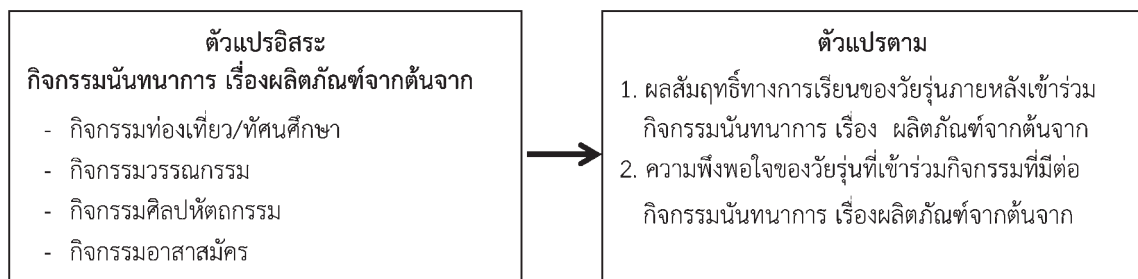 ตัวแปรอิสระ
กิจกรรมนันทนาการ เรื่องผลิตภัณฑ์จากต้นจาก
- กิจกรรมท่องเที่ยว/ทัศนศึกษา
- กิจกรรมวรรณกรรม
- กิจกรรมศิลปหัตถกรรม
- กิจกรรมอาสาสมัคร
ตัวแปรตาม
1. ผลสัมฤทธิ์ทางการเรียนของวัยรุ่นภายหลังเข้าร่วม
กิจกรรมนันทนาการ เรื่อง ผลิตภัณฑ์จากต้นจาก
2. ความพึงพอใจของวัยรุ่นที่เข้าร่วมกิจกรรมที่มีต่อ
กิจกรรมนันทนาการ เรื่องผลิตภัณฑ์จากต้นจาก